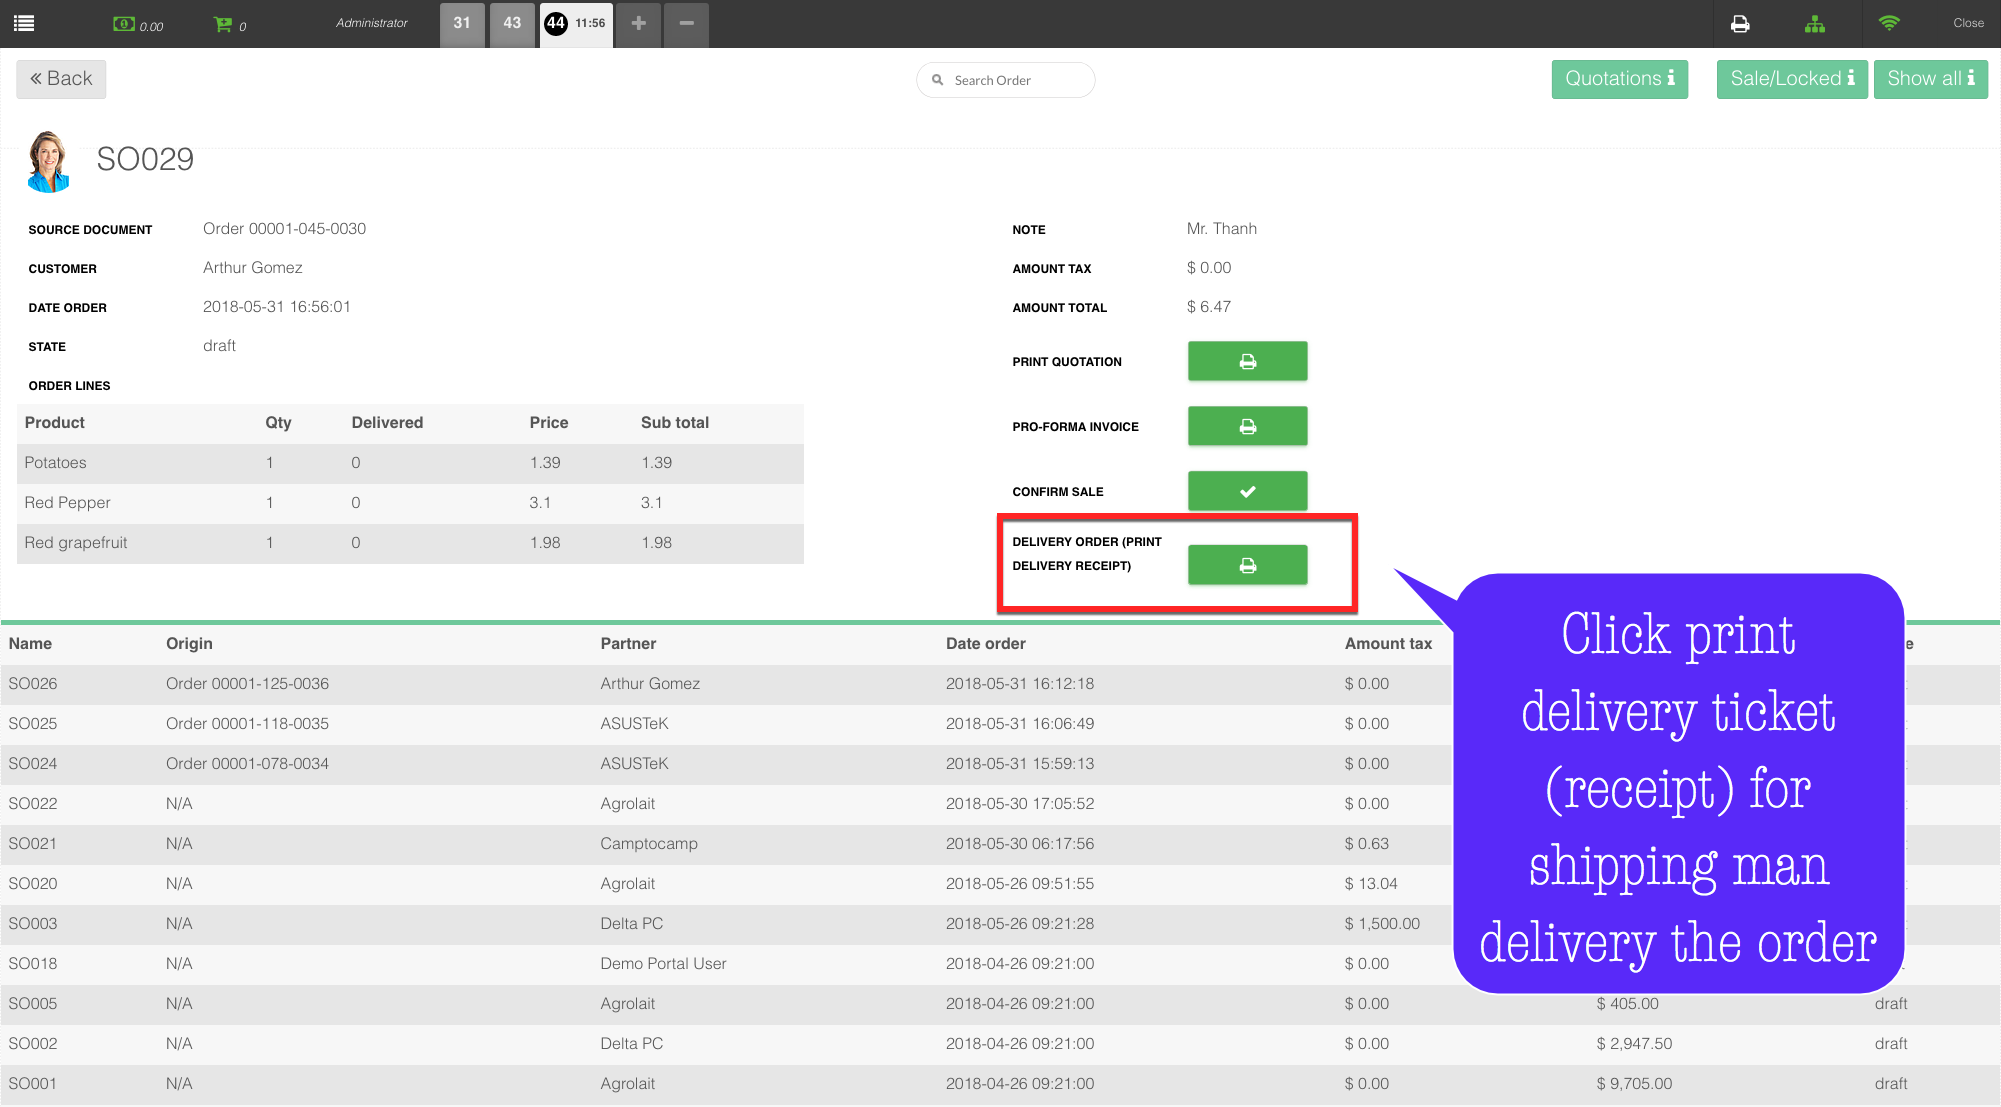 0.00 0 Administrator 31 43 44 11:56 + − Close
« Back Search Order Quotations Sale/Locked Show all
SO029
SOURCE DOCUMENT Order 00001-045-0030
CUSTOMER Arthur Gomez
DATE ORDER 2018-05-31 16:56:01
STATE draft
ORDER LINES
Product Qty Delivered Price Sub total
Potatoes 1 0 1.39 1.39
Red Pepper 1 0 3.1 3.1
Red grapefruit 1 0 1.98 1.98
NOTE Mr. Thanh
AMOUNT TAX $ 0.00
AMOUNT TOTAL $ 6.47
PRINT QUOTATION
PRO-FORMA INVOICE
CONFIRM SALE
DELIVERY ORDER (PRINT
DELIVERY RECEIPT)
Click print
delivery ticket
(receipt) for
shipping man
delivery the order
Name Origin Partner Date order Amount tax
SO026 Order 00001-125-0036 Arthur Gomez 2018-05-31 16:12:18 $ 0.00
SO025 Order 00001-118-0035 ASUSTeK 2018-05-31 16:06:49 $ 0.00
SO024 Order 00001-078-0034 ASUSTeK 2018-05-31 15:59:13 $ 0.00
SO022 N/A Agrolait 2018-05-30 17:05:52 $ 0.00
SO021 N/A Camptocamp 2018-05-30 06:17:56 $ 0.63
SO020 N/A Agrolait 2018-05-26 09:51:55 $ 13.04
SO003 N/A Delta PC 2018-05-26 09:21:28 $ 1,500.00
SO018 N/A Demo Portal User 2018-04-26 09:21:00 $ 0.00
SO005 N/A Agrolait 2018-04-26 09:21:00 $ 0.00 $ 405.00 draft
SO002 N/A Delta PC 2018-04-26 09:21:00 $ 0.00 $ 2,947.50 draft
SO001 N/A Agrolait 2018-04-26 09:21:00 $ 0.00 $ 9,705.00 draft